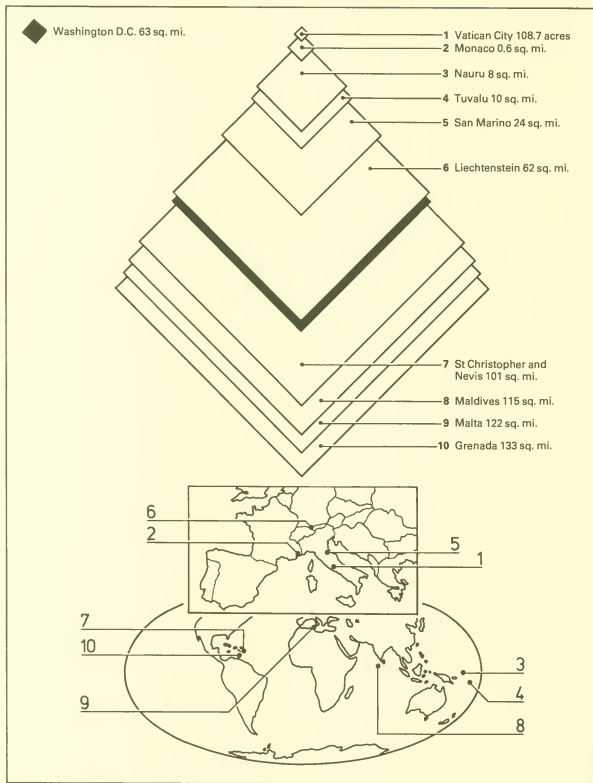 Washington D.C. 63 sq. mi.
1 Vatican City 108.7 acres
2 Monaco 0.6 sq. mi.
3 Nauru 8 sq. mi.
4 Tuvalu 10 sq. mi.
5 San Marino 24 sq. mi.
6 Liechtenstein 62 sq. mi.
7 St Christopher and
Nevis 101 sq. mi.
8 Maldives 115 sq. mi.
9 Malta 122 sq. mi.
10 Grenada 133 sq. mi.
6
2
5
1
7
10
3
4
9
8